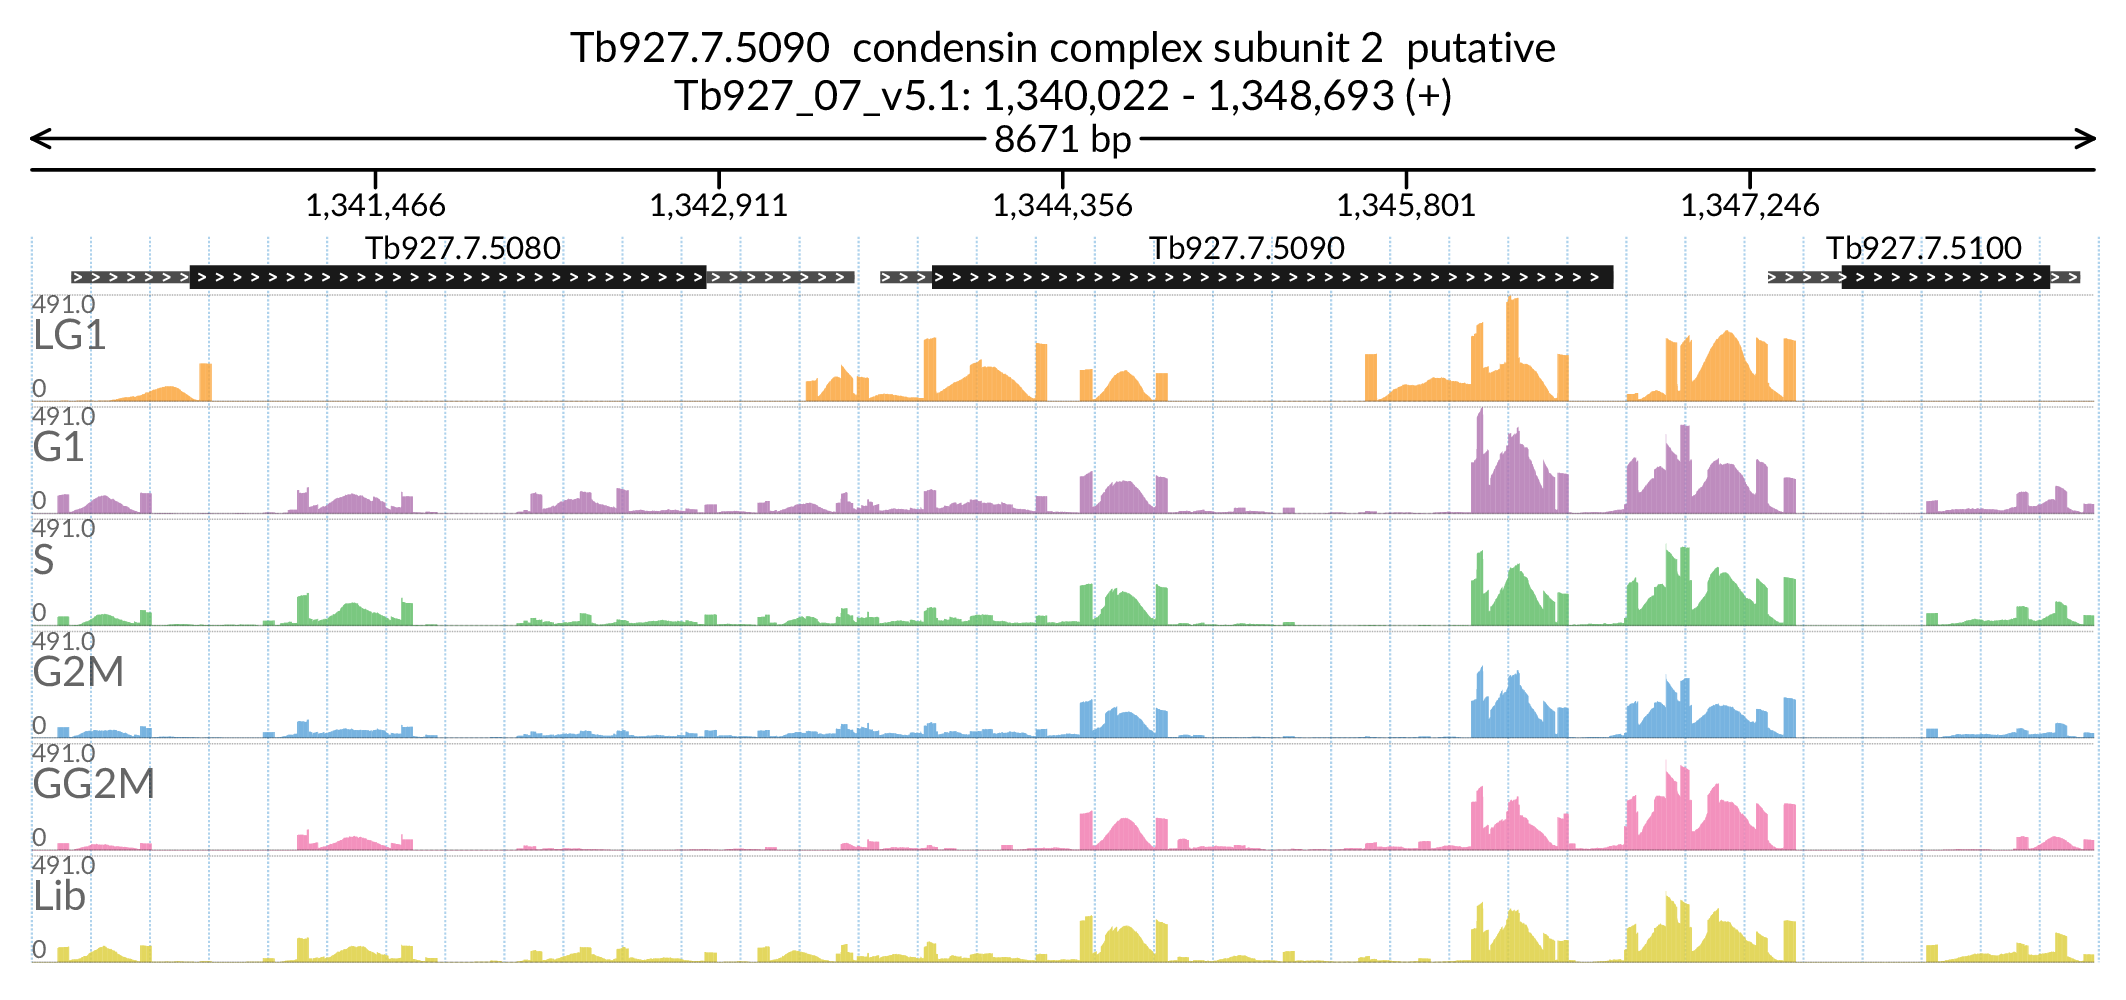 Tb927.7.5090 condensin complex subunit 2 putative
Tb927_07_v5.1: 1,340,022 - 1,348,693 (+)
8671 bp
1,341,466 1,342,911 1,344,356 1,345,801 1,347,246
Tb927.7.5080 Tb927.7.5090 Tb927.7.5100
491.0
LG1
0
491.0
G1
0
491.0
S
0
491.0
G2M
0
491.0
GG2M
0
491.0
Lib
0